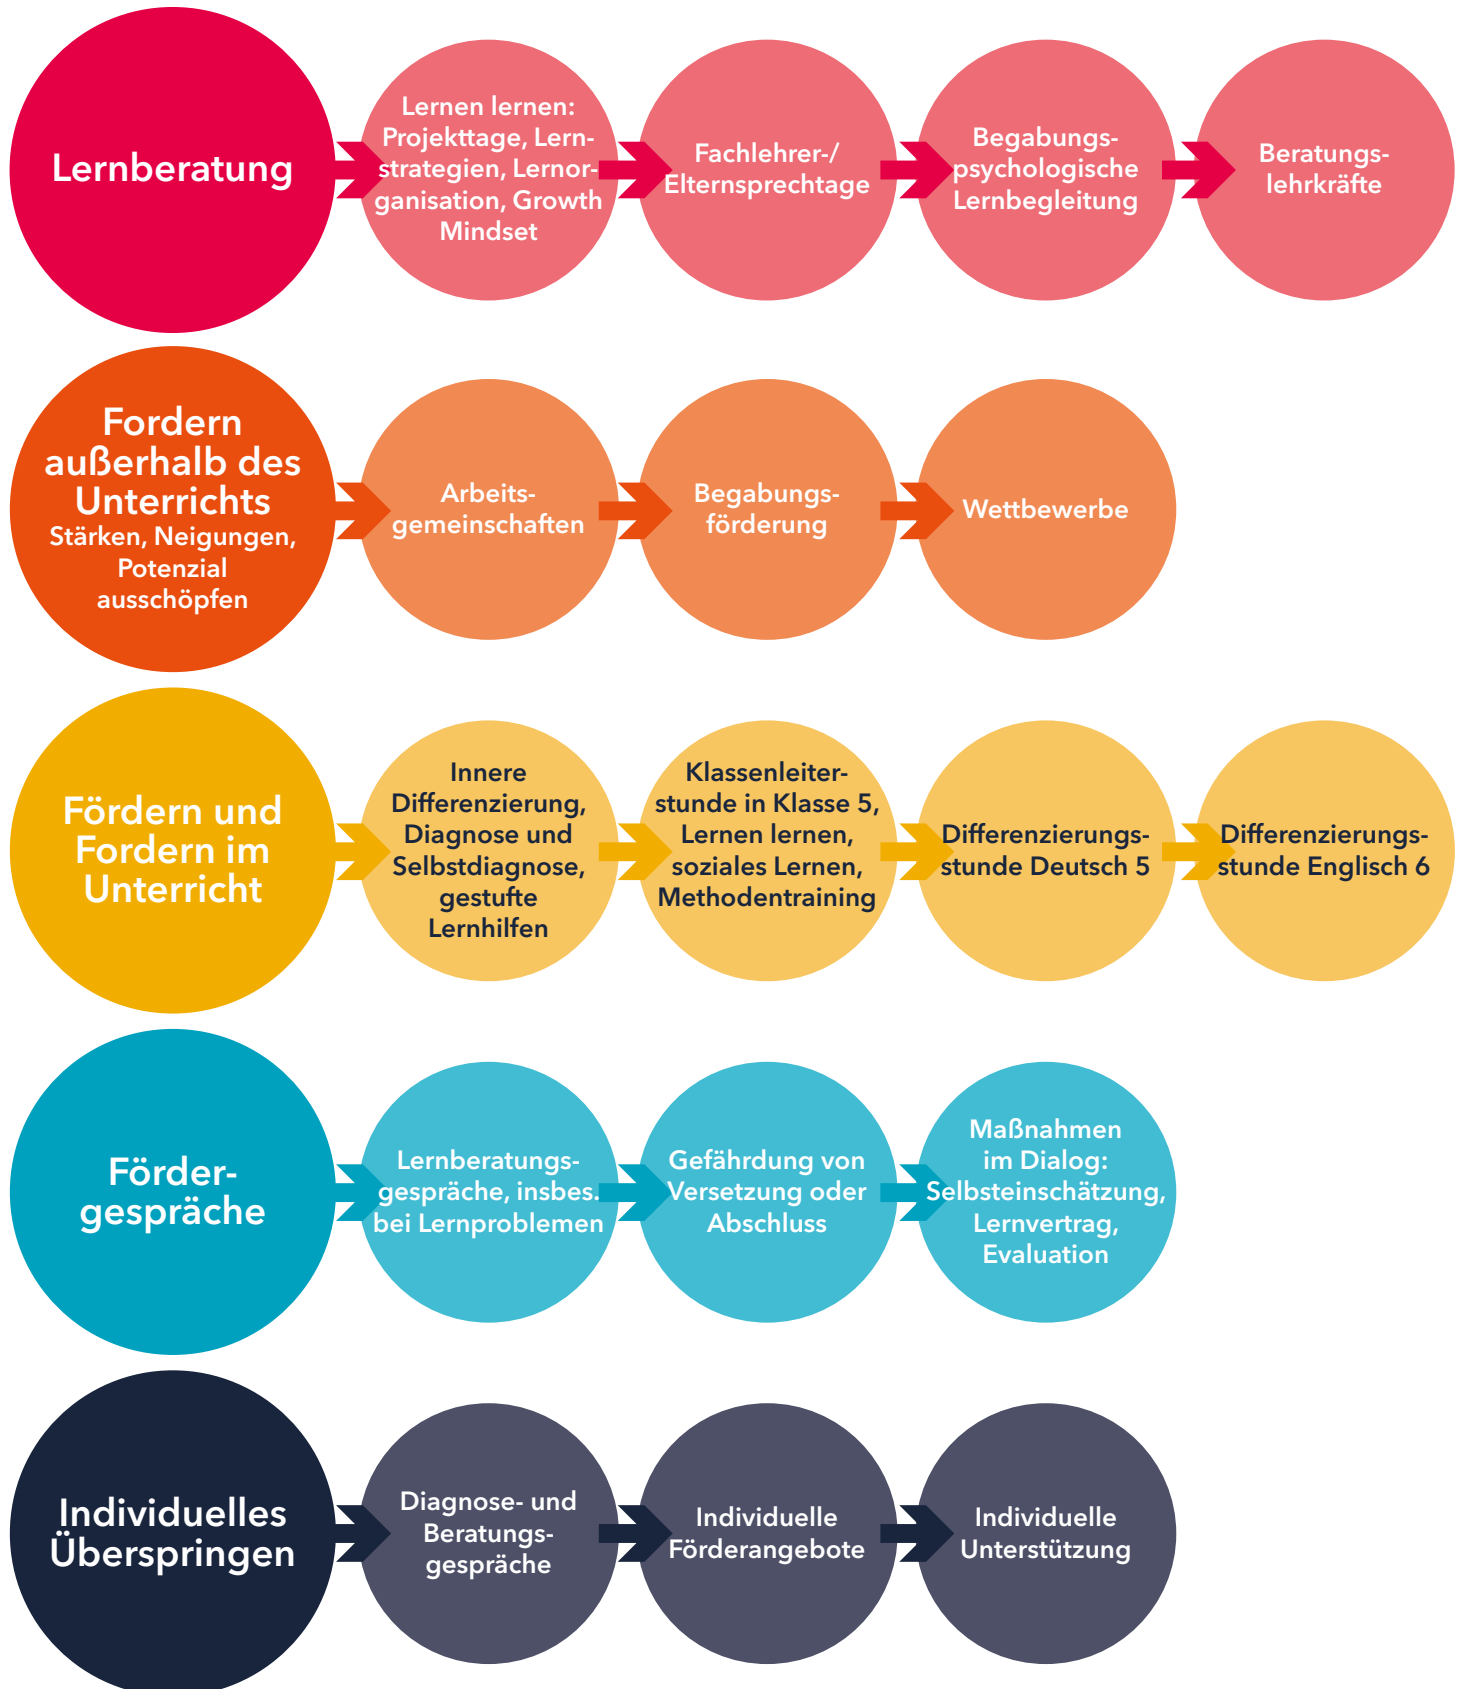 Lernberatung
Lernen lernen:
Projekttage, Lern-
strategien, Lernor-
ganisation, Growth
Mindset
Fachlehrer-/
Elternsprechtage
Begabungs-
psychologische
Lernbegleitung
Beratungs-
lehrkräfte
Fordern
außerhalb des
Unterrichts
Stärken, Neigungen,
Potenzial
ausschöpfen
Arbeits-
gemeinschaften
Begabungs-
förderung
Wettbewerbe
Fördern und
Fordern im
Unterricht
Innere
Differenzierung,
Diagnose und
Selbstdiagnose,
gestufte
Lernhilfen
Klassenleiter-
stunde in Klasse 5,
Lernen lernen,
soziales Lernen,
Methodentraining
Differenzierungs-
stunde Deutsch 5
Differenzierungs-
stunde Englisch 6
Förder-
gespräche
Lernberatungs-
gespräche, insbes.
bei Lernproblemen
Gefährdung von
Versetzung oder
Abschluss
Maßnahmen
im Dialog:
Selbsteinschätzung,
Lernvertrag,
Evaluation
Individuelles
Überspringen
Diagnose- und
Beratungs-
gespräche
Individuelle
Förderangebote
Individuelle
Unterstützung